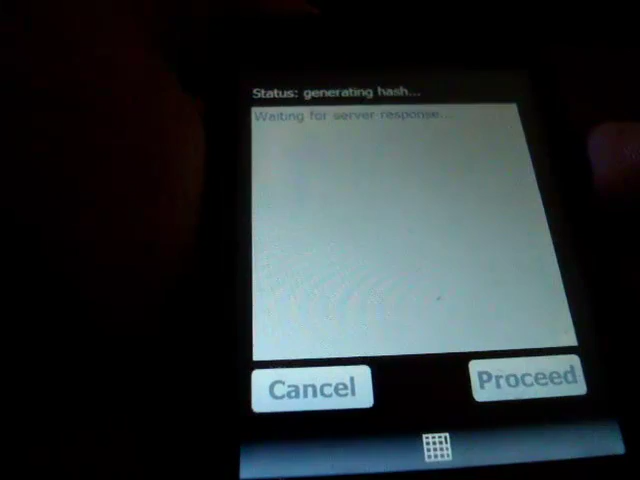 Status: generating hash...
Waiting for server response...
Cancel
Proceed